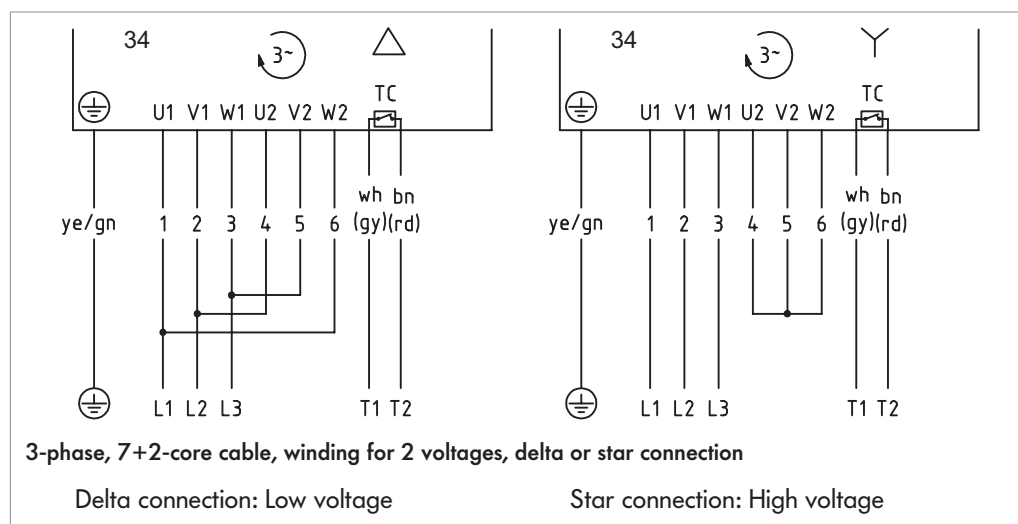 34 3~ 34 3~
TC TC
U1 V1 W1 U2 V2 W2 U1 V1 W1 U2 V2 W2
wh bn wh bn
ye/gn 1 2 3 4 5 6 (gy)(rd) ye/gn 1 2 3 4 5 6 (gy)(rd)
L1 L2 L3 T1 T2 L1 L2 L3 T1 T2
3-phase, 7+2-core cable, winding for 2 voltages, delta or star connection
Delta connection: Low voltage Star connection: High voltage